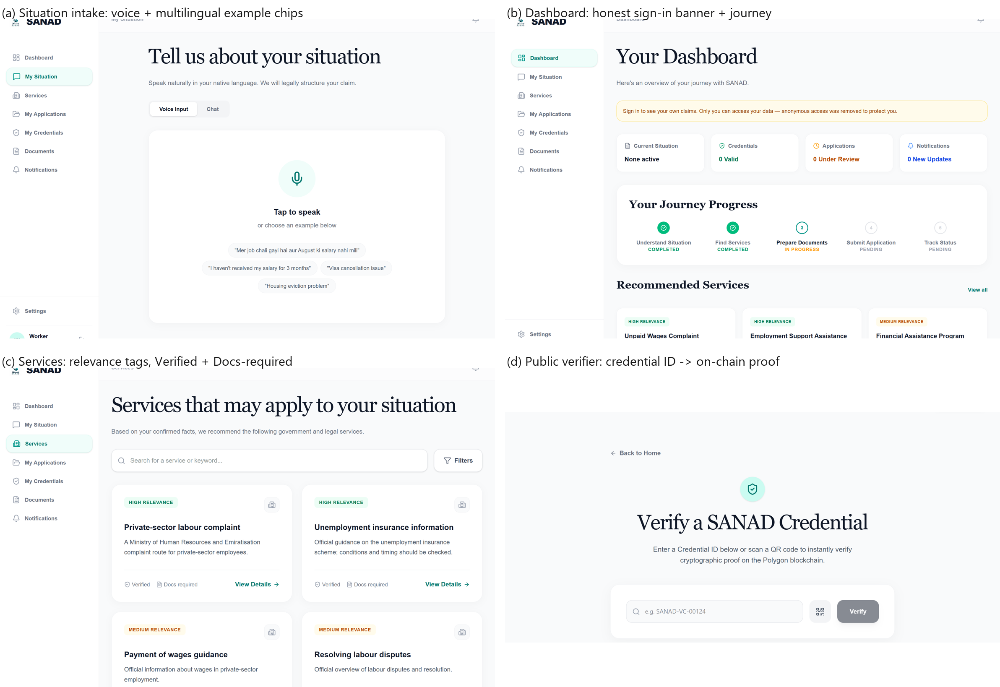 (a) Situation intake: voice + multilingual example chips
SANAD
My Situation
Dashboard
My Situation
Services
My Applications
My Credentials
Documents
Notifications
Settings
Worker
Tell us about your situation
Speak naturally in your native language. We will legally structure your claim.
Voice Input
Chat
Tap to speak
or choose an example below
"Mer job chali gayi hai aur August ki salary nahi mili"
"I haven't received my salary for 3 months"
"Visa cancellation issue"
"Housing eviction problem"
(b) Dashboard: honest sign-in banner + journey
SANAD
Dashboard
Dashboard
My Situation
Services
My Applications
My Credentials
Documents
Notifications
Settings
Your Dashboard
Here's an overview of your journey with SANAD.
Sign in to see your own claims. Only you can access your data — anonymous access was removed to protect you.
Current Situation
None active
Credentials
0 Valid
Applications
0 Under Review
Notifications
0 New Updates
Your Journey Progress
Understand Situation
COMPLETED
Find Services
COMPLETED
3
Prepare Documents
IN PROGRESS
4
Submit Application
PENDING
5
Track Status
PENDING
Recommended Services
View all
HIGH RELEVANCE
Unpaid Wages Complaint
HIGH RELEVANCE
Employment Support Assistance
MEDIUM RELEVANCE
Financial Assistance Program
(c) Services: relevance tags, Verified + Docs-required
SANAD
Services
Dashboard
My Situation
Services
My Applications
My Credentials
Documents
Notifications
Services that may apply to your situation
Based on your confirmed facts, we recommend the following government and legal services.
Search for a service or keyword...
Filters
HIGH RELEVANCE
Private-sector labour complaint
A Ministry of Human Resources and Emiratisation
complaint route for private-sector employees.
Verified
Docs required
View Details
HIGH RELEVANCE
Unemployment insurance information
Official guidance on the unemployment insurance
scheme; conditions and timing should be checked.
Verified
Docs required
View Details
MEDIUM RELEVANCE
Payment of wages guidance
Official information about wages in private-sector
employment.
MEDIUM RELEVANCE
Resolving labour disputes
Official overview of labour disputes and resolution.
(d) Public verifier: credential ID -> on-chain proof
Back to Home
Verify a SANAD Credential
Enter a Credential ID below or scan a QR code to instantly verify
cryptographic proof on the Polygon blockchain.
e.g. SANAD-VC-00124
Verify